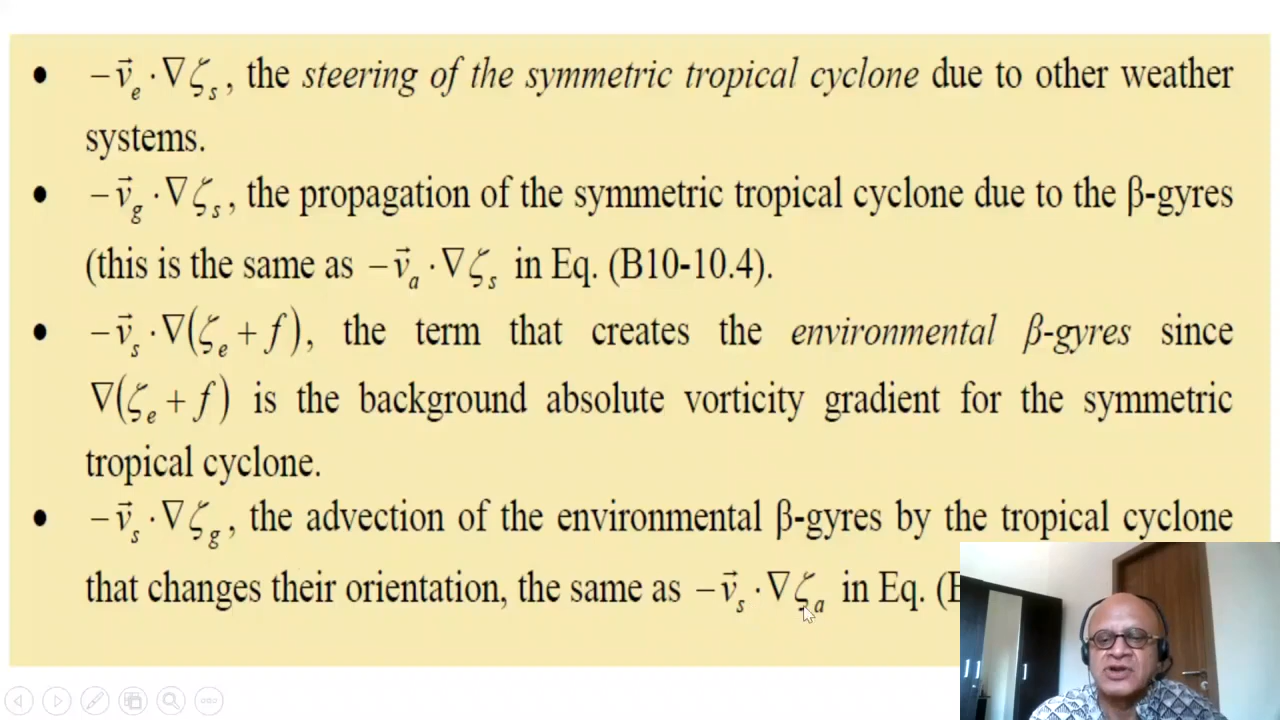 • −v⃗ₑ · ∇ζₛ, the steering of the symmetric tropical cyclone due to other weather
systems.
• −v⃗_g · ∇ζₛ, the propagation of the symmetric tropical cyclone due to the β-gyres
(this is the same as −v⃗ₐ · ∇ζₛ in Eq. (B10-10.4).
• −v⃗ₛ · ∇(ζₑ + f), the term that creates the environmental β-gyres since
∇(ζₑ + f) is the background absolute vorticity gradient for the symmetric
tropical cyclone.
• −v⃗ₛ · ∇ζ_g, the advection of the environmental β-gyres by the tropical cyclone
that changes their orientation, the same as −v⃗ₛ · ∇ζₐ in Eq.